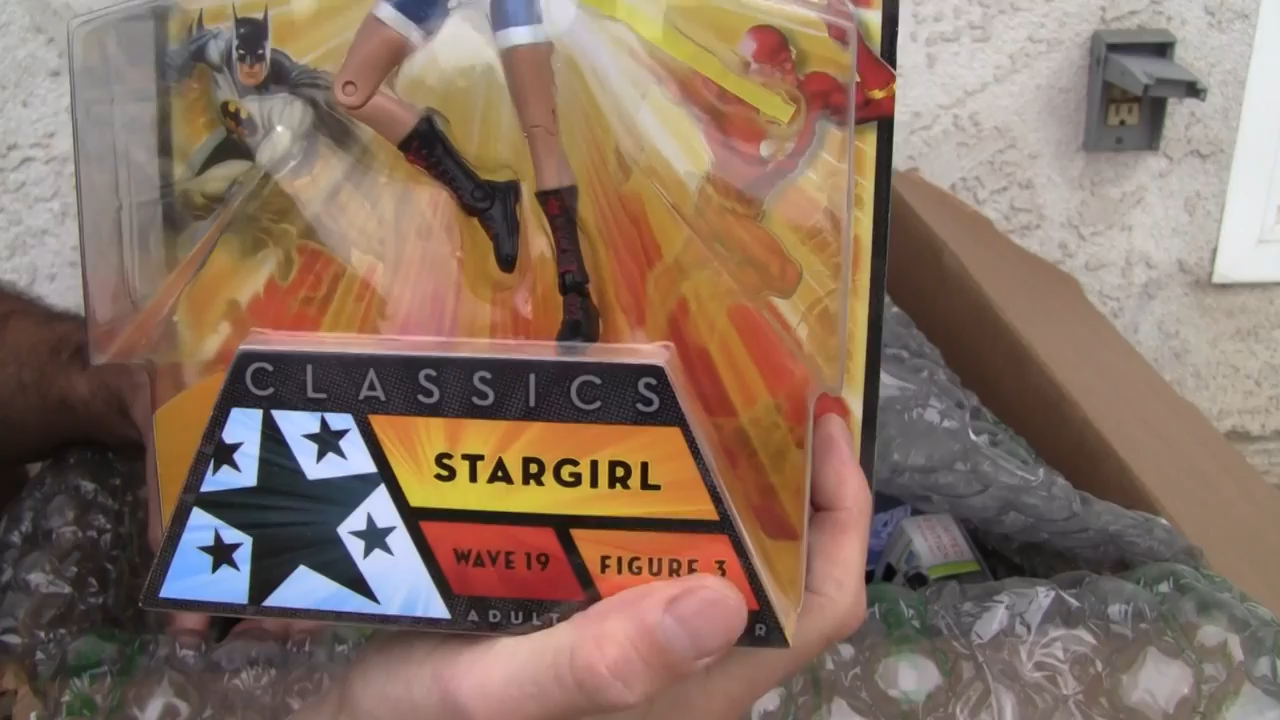 CLASSICS
STARGIRL
WAVE 19
FIGURE 3
ADULT
R